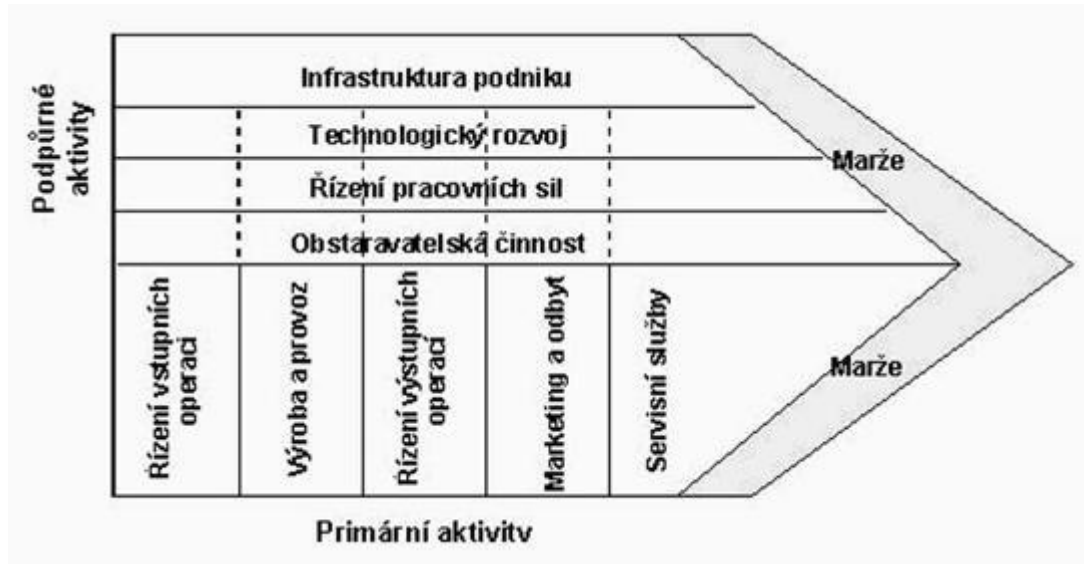 Podpůrné
aktivity
Infrastruktura podniku
Technologický rozvoj
Řízení pracovních sil
Obstaravatelská činnost
Marže
Řízení vstupních
operací
Výroba a provoz
Řízení výstupních
operací
Marketing a odbyt
Servisní služby
Marže
Primární aktivity